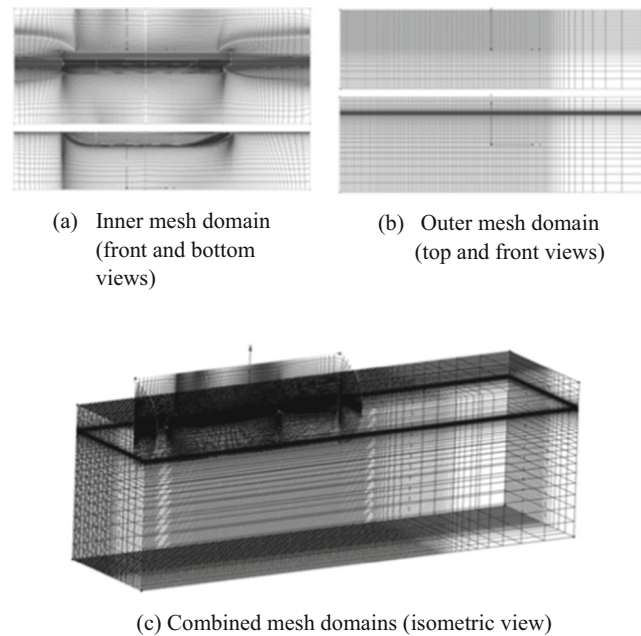 (a) Inner mesh domain
(front and bottom
views)
(b) Outer mesh domain
(top and front views)
(c) Combined mesh domains (isometric view)